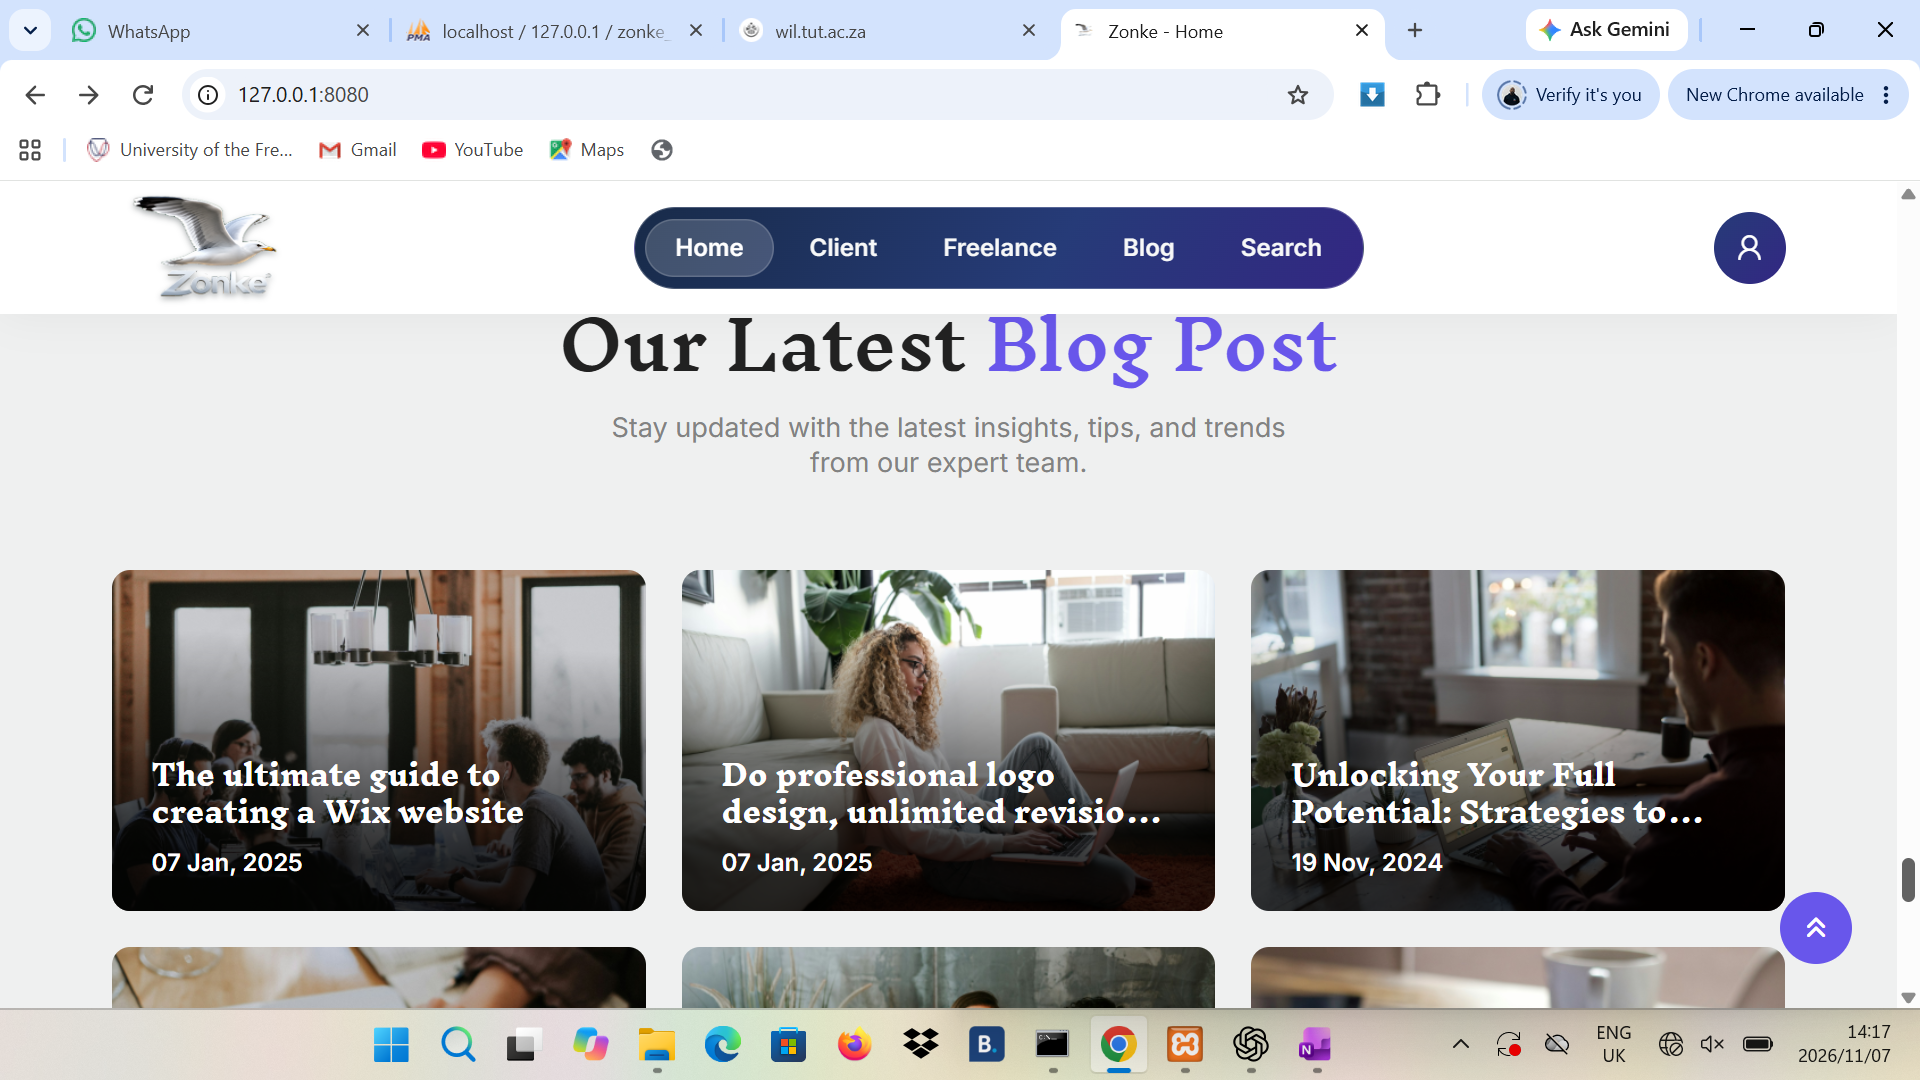 WhatsApp
localhost / 127.0.0.1 / zonke_
wil.tut.ac.za
Zonke - Home
Ask Gemini
127.0.0.1:8080
Verify it's you
New Chrome available
University of the Fre...
Gmail
YouTube
Maps
Zonke
Home
Client
Freelance
Blog
Search
Our Latest Blog Post
Stay updated with the latest insights, tips, and trends
from our expert team.
The ultimate guide to
creating a Wix website
07 Jan, 2025
Do professional logo
design, unlimited revisio...
07 Jan, 2025
Unlocking Your Full
Potential: Strategies to...
19 Nov, 2024
B.
ENG
UK
14:17
2026/11/07